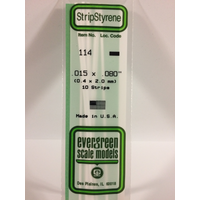 StripStyrene
Item No. Loc. Code
114
.015 x .080"
(0.4 x 2.0 mm)
10 Strips
Made in U.S.A.
evergreen
scale models
Des Plaines, IL 60018